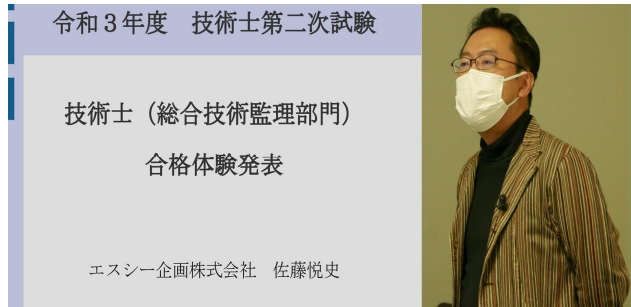 令和３年度　技術士第二次試験
技術士（総合技術監理部門）
合格体験発表
エスシー企画株式会社　佐藤悦史